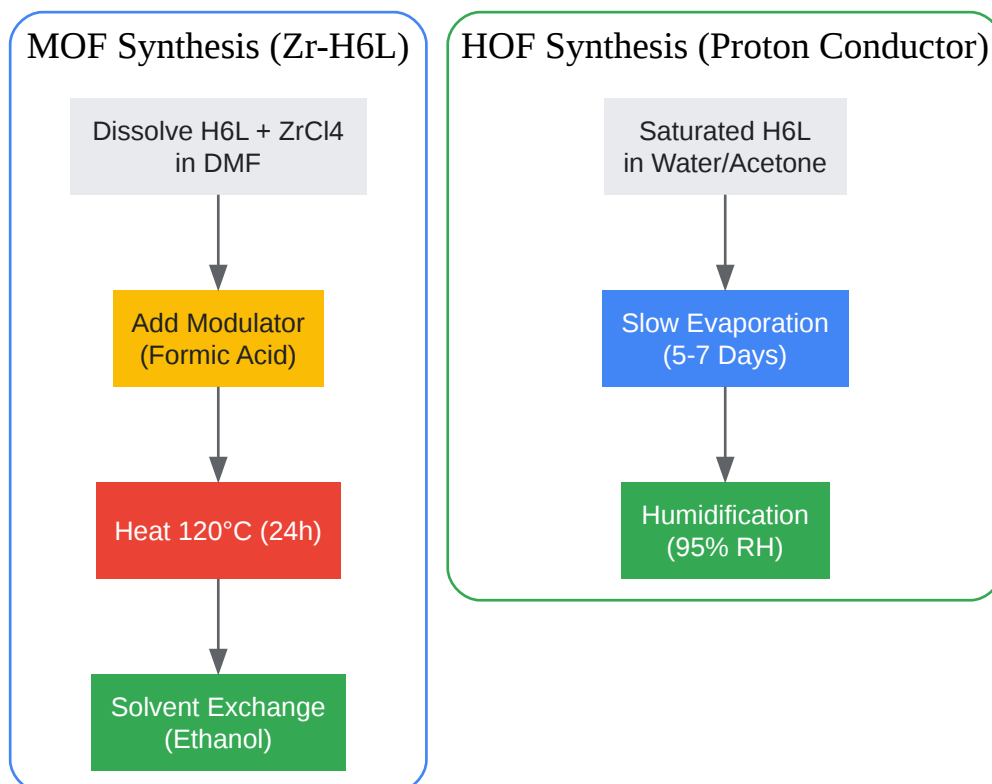 MOF Synthesis (Zr-H6L)
Dissolve H6L + ZrCl4
in DMF
Add Modulator
(Formic Acid)
Heat 120°C (24h)
Solvent Exchange
(Ethanol)
HOF Synthesis (Proton Conductor)
Saturated H6L
in Water/Acetone
Slow Evaporation
(5-7 Days)
Humidification
(95% RH)